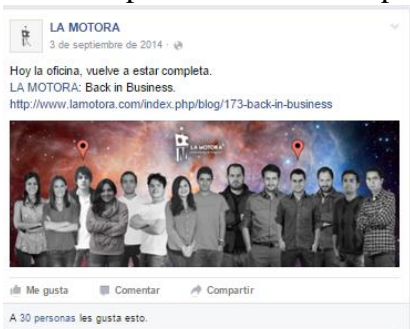 LA MOTORA
3 de septiembre de 2014
Hoy la oficina, vuelve a estar completa.
LA MOTORA: Back in Business.
http://www.lamotora.com/index.php/blog/173-back-in-business
LA MOTORA
Me gusta Comentar Compartir
A 30 personas les gusta esto.